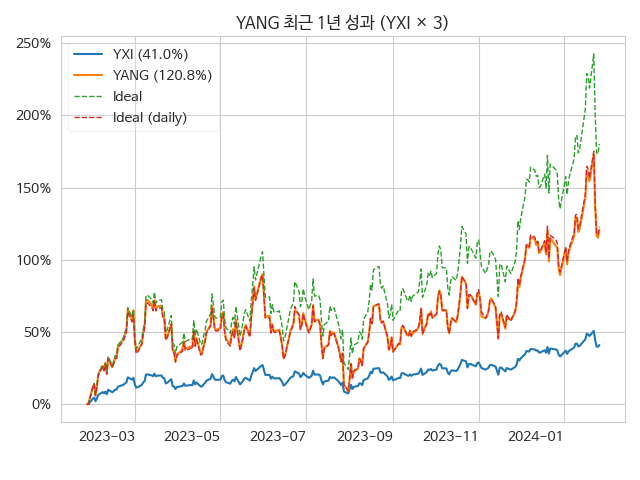 YANG 최근 1년 성과 (YXI × 3)
250%
200%
150%
100%
50%
0%
YXI (41.0%)
YANG (120.8%)
Ideal
Ideal (daily)
2023−03
2023−05
2023−07
2023−09
2023−11
2024−01